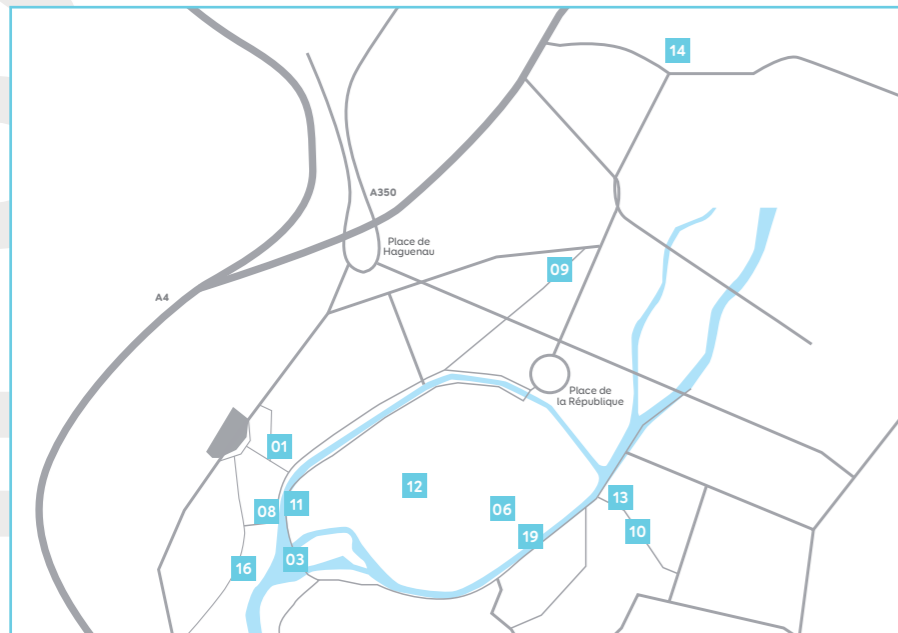 14
A350
Place de
Haguenau
09
A4
Place de
la République
01
12
11
08
06
13
19
10
03
16